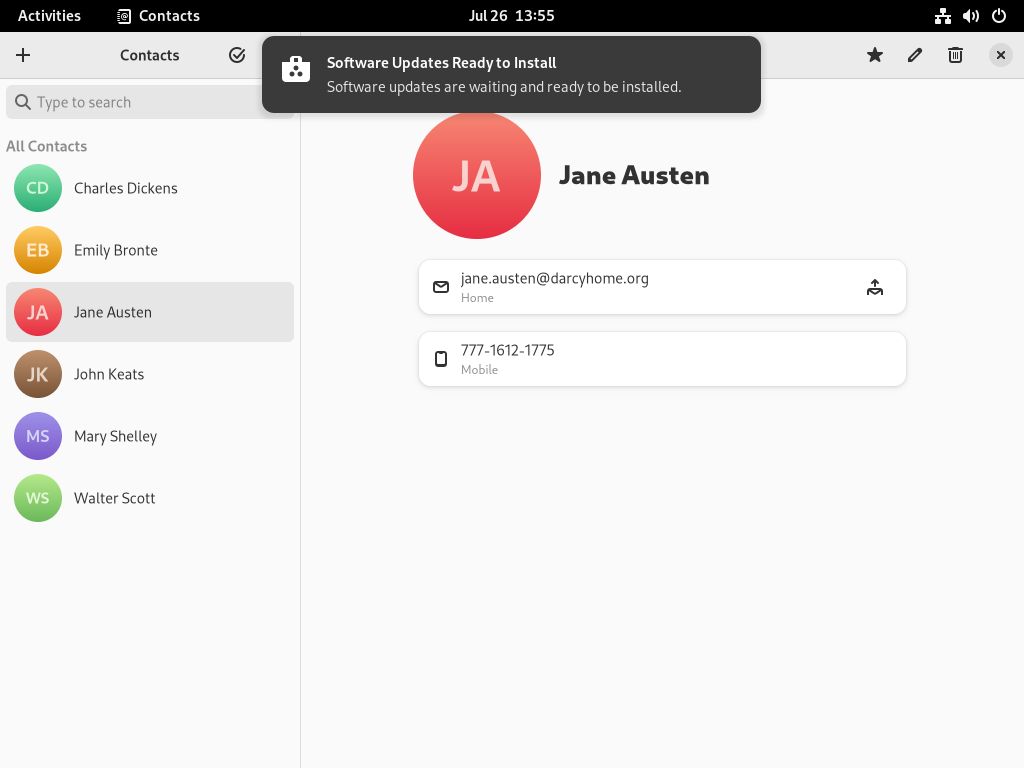 Activities Contacts Jul 26 13:55
Contacts
Software Updates Ready to Install
Software updates are waiting and ready to be installed.
Type to search
All Contacts
CD Charles Dickens
EB Emily Bronte
JA Jane Austen
JK John Keats
MS Mary Shelley
WS Walter Scott
JA Jane Austen
jane.austen@darcyhome.org
Home
777-1612-1775
Mobile